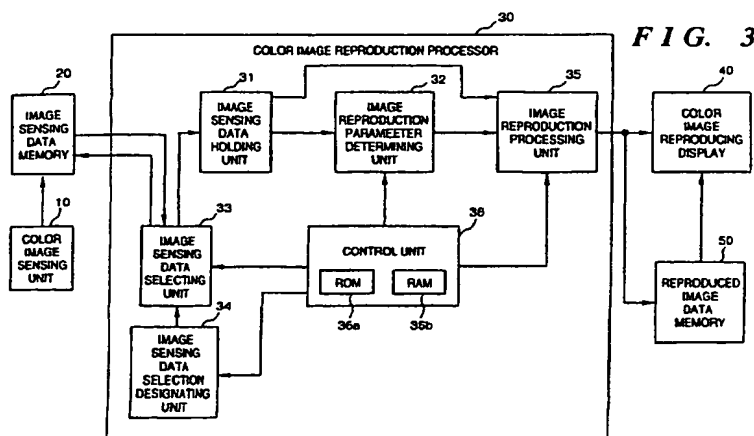 30
FIG. 3
COLOR IMAGE REPRODUCTION PROCESSOR
20
IMAGE
SENSING
DATA
MEMORY
10
COLOR
IMAGE
SENSING
UNIT
31
IMAGE
SENSING
DATA
HOLDING
UNIT
32
IMAGE
REPRODUCTION
PARAMEETER
DETERMINING
UNIT
35
IMAGE
REPRODUCTION
PROCESSING
UNIT
40
COLOR
IMAGE
REPRODUCING
DISPLAY
33
IMAGE
SENSING
DATA
SELECTING
UNIT
36
CONTROL UNIT
ROM
RAM
36a
35b
34
IMAGE
SENSING
DATA
SELECTION
DESIGNATING
UNIT
50
REPRODUCED
IMAGE
DATA
MEMORY